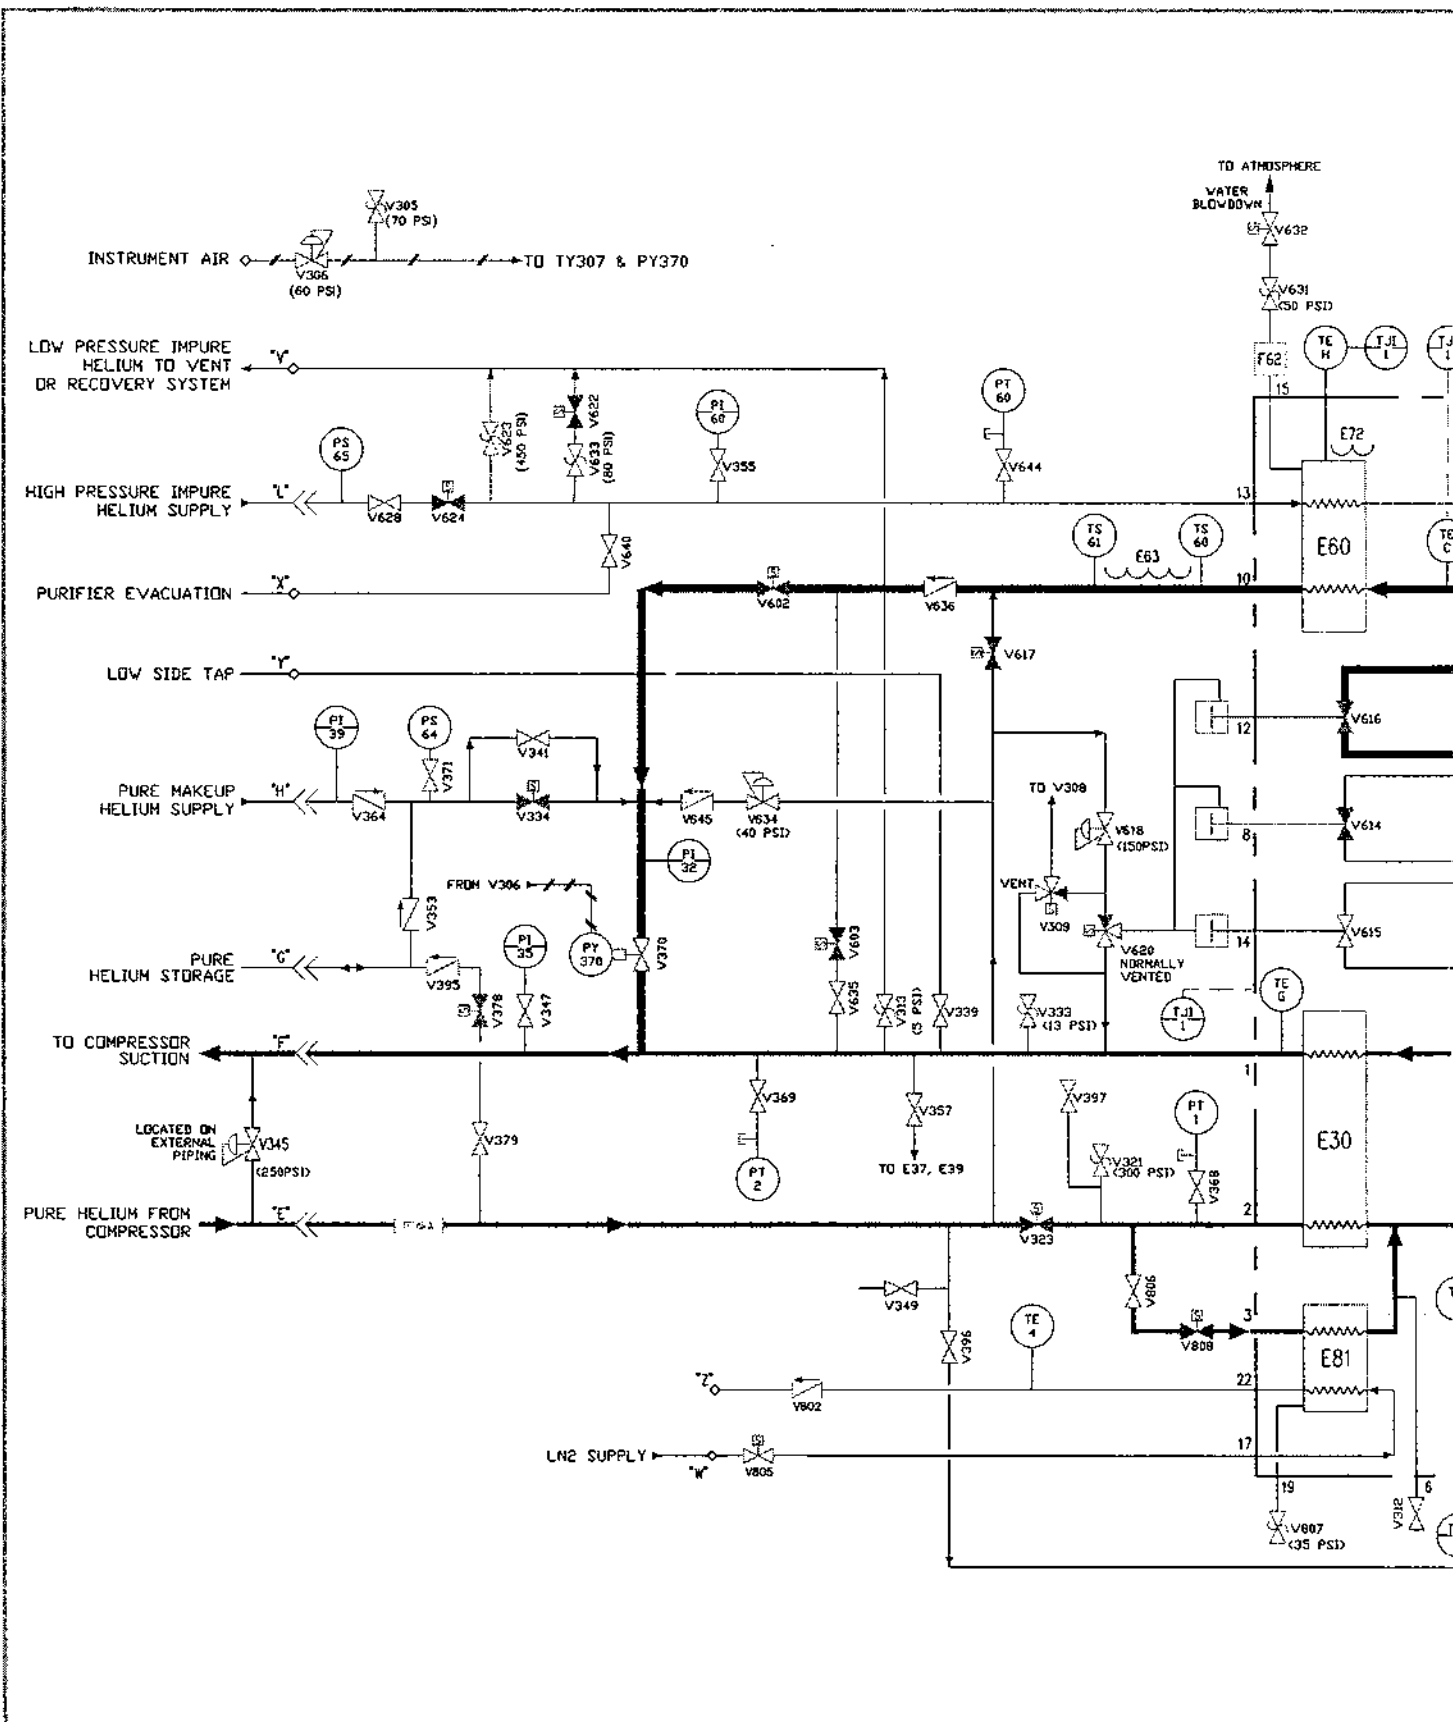 TO ATMOSPHERE
WATER
BLOWDOWN
V632
V305
(70 PSI)
INSTRUMENT AIR
V306
(60 PSI)
TO TY307 & PY370
V631
(50 PSI)
LOW PRESSURE IMPURE
HELIUM TO VENT
OR RECOVERY SYSTEM
"V"
F62
TE
H
TJI
1
15
PS
65
V623
(450 PSI)
V622
V633
(80 PSI)
PI
60
V355
PT
60
V644
E72
HIGH PRESSURE IMPURE
HELIUM SUPPLY
"L"
V628
V624
13
V640
TS
61
E63
TS
60
E60
TE
C
PURIFIER EVACUATION
"X"
V602
V636
10
LOW SIDE TAP
"Y"
V617
PI
39
PS
64
V371
V341
12
V616
PURE MAKEUP
HELIUM SUPPLY
"H"
V364
V334
V645
V634
(40 PSI)
TO V308
V618
(150PSI)
8
V614
PI
32
FROM V306
VENT
V309
V353
PI
35
PY
370
V370
V603
V620
NORMALLY
VENTED
14
V615
PURE
HELIUM STORAGE
"G"
V395
V378
V347
V635
V313
(5 PSI)
V339
V333
(13 PSI)
TJI
1
TE
G
TO COMPRESSOR
SUCTION
"F"
1
LOCATED ON
EXTERNAL
PIPING
V345
(250PSI)
V379
V369
PT
2
V357
TO E37, E39
V397
V321
(300 PSI)
PT
1
V368
E30
PURE HELIUM FROM
COMPRESSOR
"E"
V323
2
V349
V396
TE
4
V806
V808
3
E81
"Z"
V802
22
LN2 SUPPLY
"W"
V805
17
19
6
V807
(35 PSI)
V312